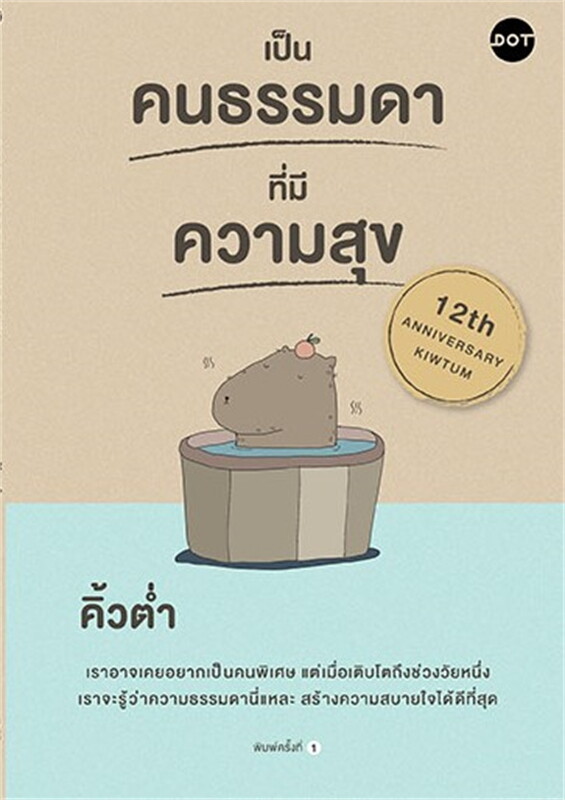 DOT
เป็น
คนธรรมดา
ที่มี
ความสุข
12th
ANNIVERSARY
KIWTUM
คิ้วต่ำ
เราอาจเคยอยากเป็นคนพิเศษ แต่เมื่อเติบโตถึงช่วงวัยหนึ่ง
เราจะรู้ว่าความธรรมดานี่แหละ สร้างความสบายใจได้ดีที่สุด
พิมพ์ครั้งที่ 1